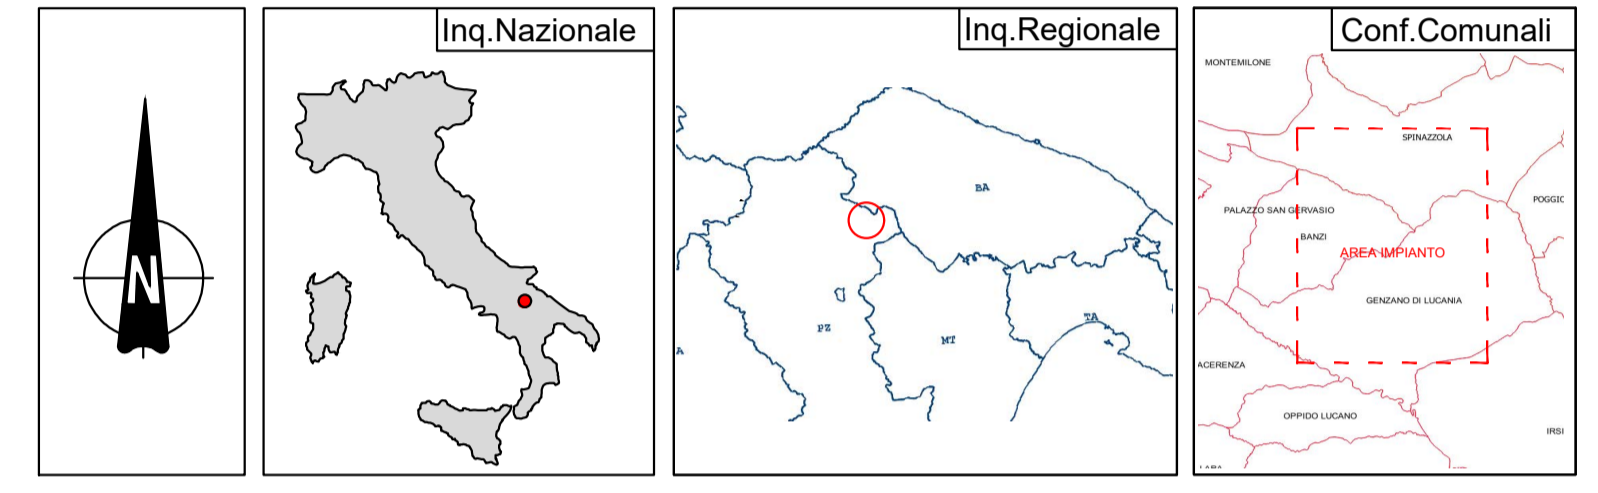 N
Inq.Nazionale
Inq.Regionale
BA
PZ
MT
TA
A
Conf.Comunali
MONTEMILONE
SPINAZZOLA
POGGIC
PALAZZO SAN GERVASIO
BANZI
AREA IMPIANTO
GENZANO DI LUCANIA
ACERENZA
OPPIDO LUCANO
IRSI